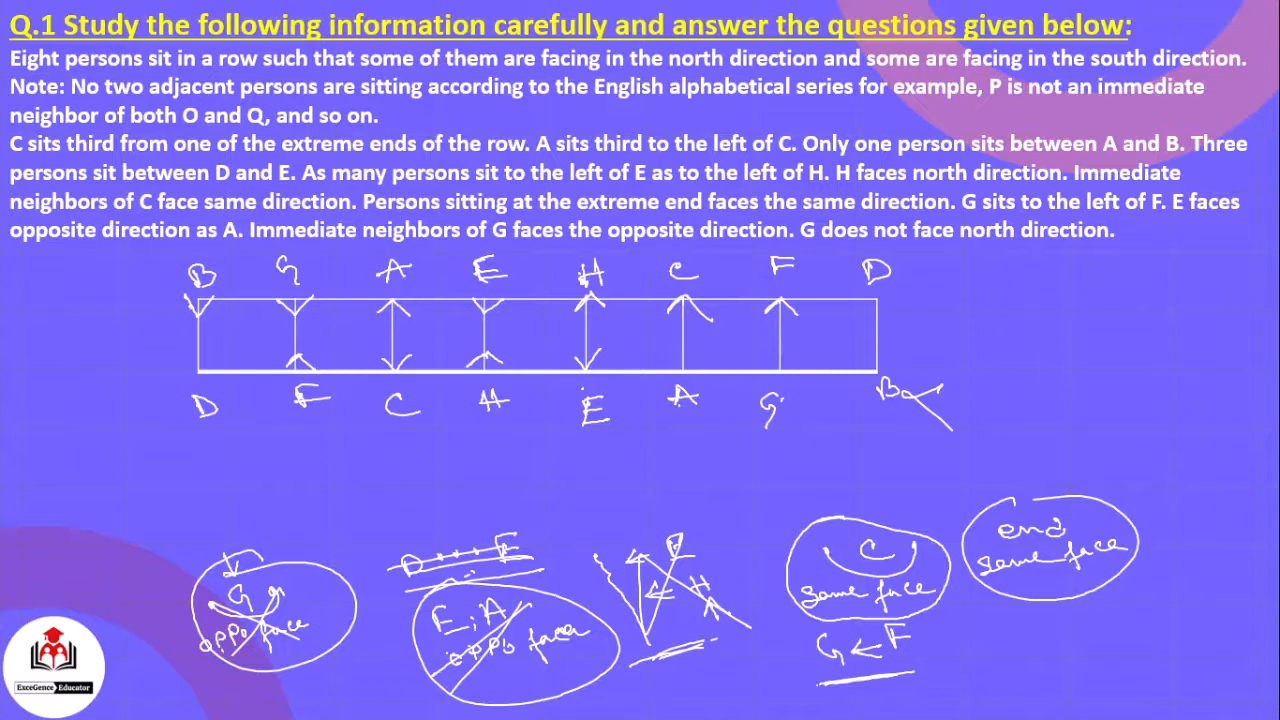 Q.1 Study the following information carefully and answer the questions given below:
Eight persons sit in a row such that some of them are facing in the north direction and some are facing in the south direction.
Note: No two adjacent persons are sitting according to the English alphabetical series for example, P is not an immediate
neighbor of both O and Q, and so on.
C sits third from one of the extreme ends of the row. A sits third to the left of C. Only one person sits between A and B. Three
persons sit between D and E. As many persons sit to the left of E as to the left of H. H faces north direction. Immediate
neighbors of C face same direction. Persons sitting at the extreme end faces the same direction. G sits to the left of F. E faces
opposite direction as A. Immediate neighbors of G faces the opposite direction. G does not face north direction.
B G A E H C F D
D F C H E A G B
end
same face
C
same face
G ← F
D E
E, A
oppo face
G
oppo face
H
A
ExceGence Educator